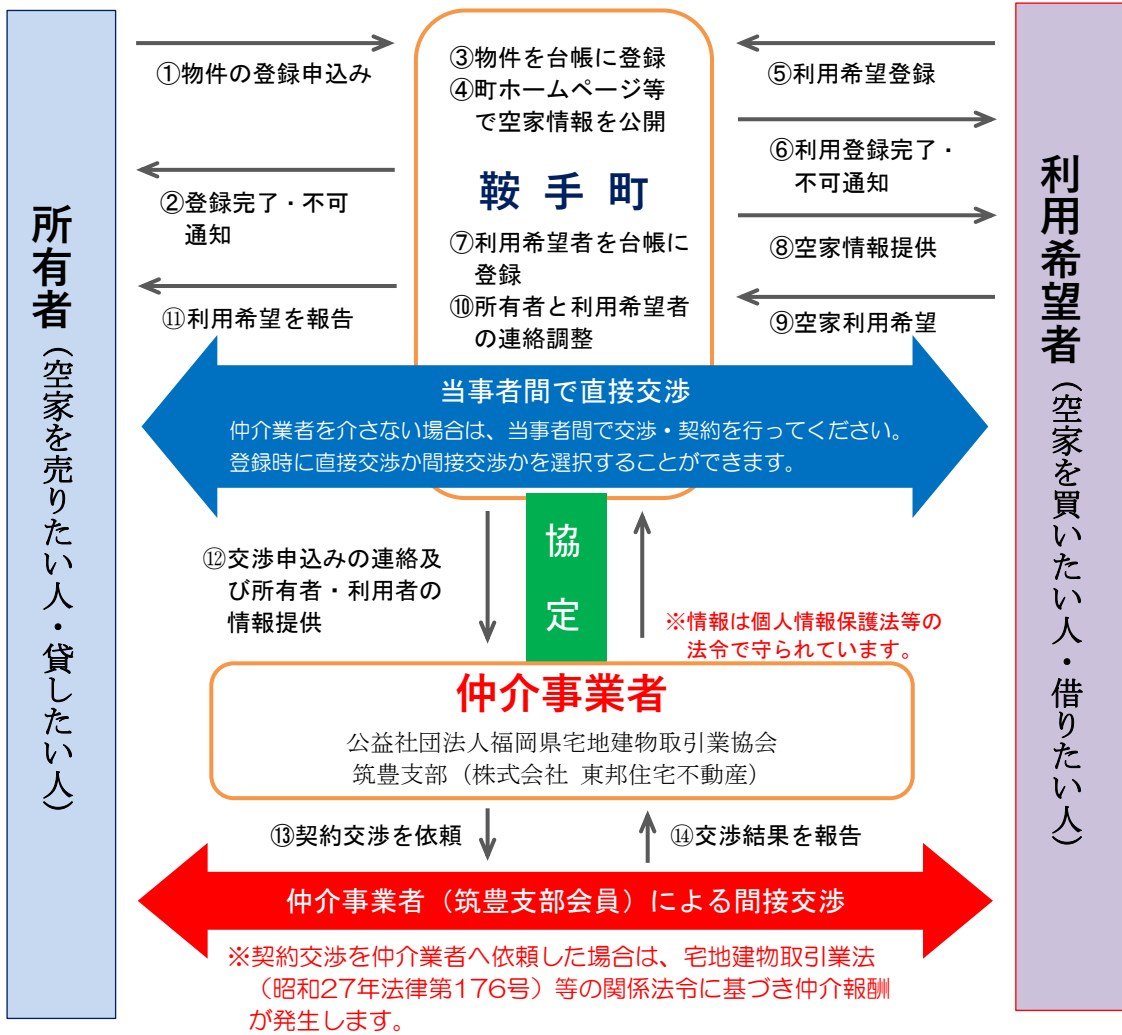 所有者（空家を売りたい人・貸したい人）
①物件の登録申込み
②登録完了・不可
通知
⑪利用希望を報告
③物件を台帳に登録
④町ホームページ等
で空家情報を公開
鞍手町
⑦利用希望者を台帳に
登録
⑩所有者と利用希望者
の連絡調整
⑤利用希望登録
⑥利用登録完了・
不可通知
⑧空家情報提供
⑨空家利用希望
利用希望者（空家を買いたい人・借りたい人）
当事者間で直接交渉
仲介業者を介さない場合は、当事者間で交渉・契約を行ってください。
登録時に直接交渉か間接交渉かを選択することができます。
⑫交渉申込みの連絡及
び所有者・利用者の
情報提供
協定
※情報は個人情報保護法等の
法令で守られています。
仲介事業者
公益社団法人福岡県宅地建物取引業協会
筑豊支部（株式会社 東邦住宅不動産）
⑬契約交渉を依頼
⑭交渉結果を報告
仲介事業者（筑豊支部会員）による間接交渉
※契約交渉を仲介業者へ依頼した場合は、宅地建物取引業法
（昭和27年法律第176号）等の関係法令に基づき仲介報酬
が発生します。